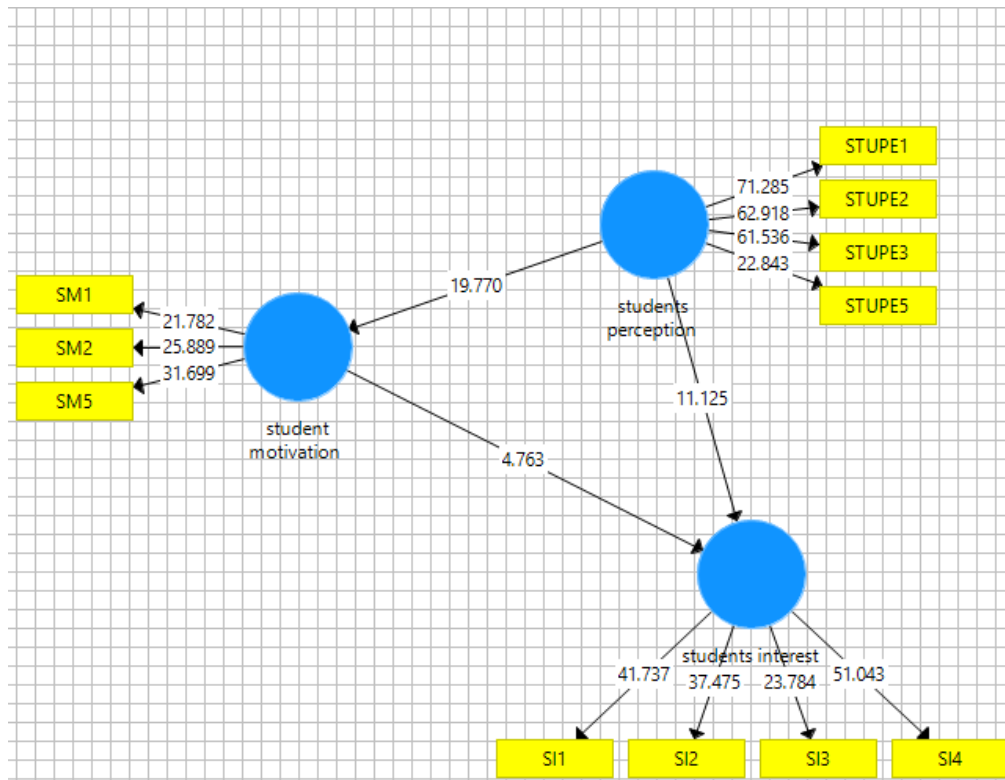 STUPE1
71.285
STUPE2
62.918
61.536
STUPE3
22.843
19.770
SM1
STUPE5
students
perception
21.782
SM2
25.889
31.699
SM5
11.125
student
motivation
4.763
students interest
41.737
37.475
23.784
51.043
SI1
SI2
SI3
SI4